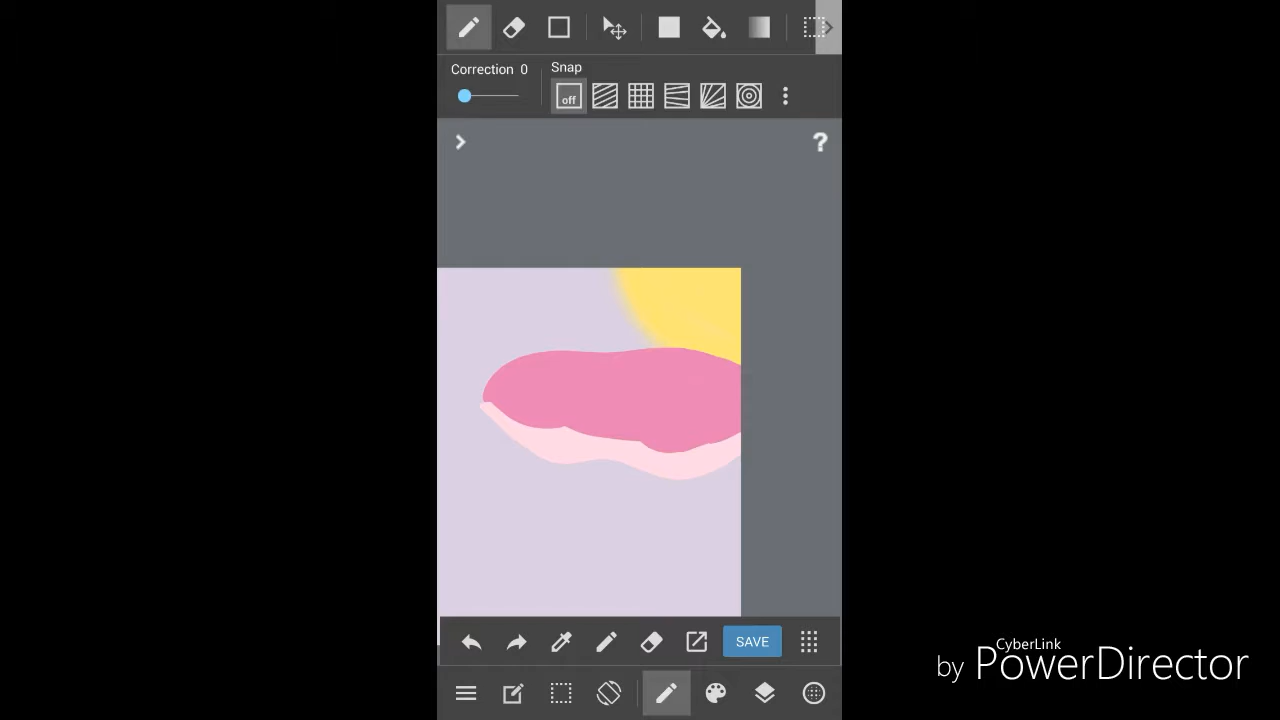 Correction 0
Snap
off
?
SAVE
CyberLink
by PowerDirector